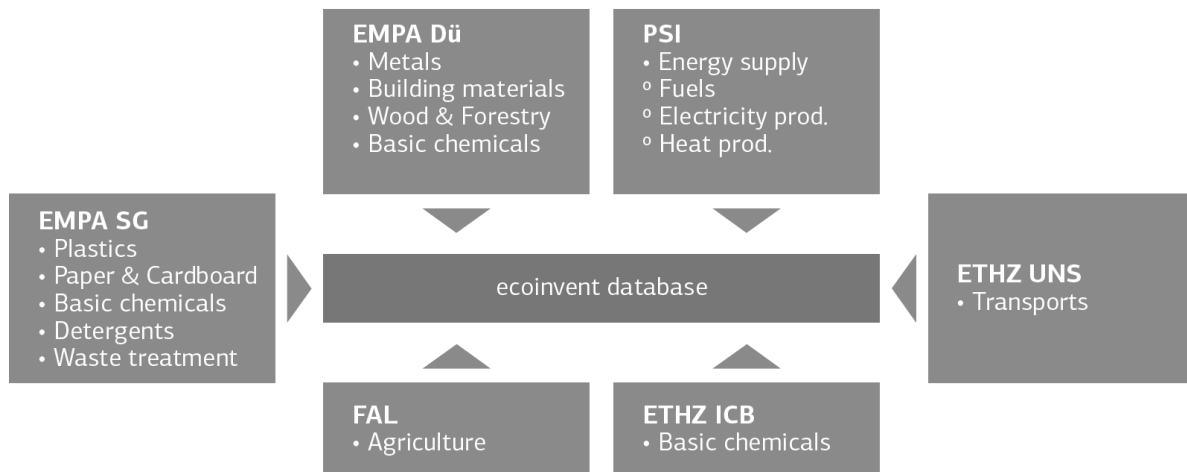 EMPA Dü
• Metals
• Building materials
• Wood & Forestry
• Basic chemicals
PSI
• Energy supply
º Fuels
º Electricity prod.
º Heat prod.
EMPA SG
• Plastics
• Paper & Cardboard
• Basic chemicals
• Detergents
• Waste treatment
ecoinvent database
ETHZ UNS
• Transports
FAL
• Agriculture
ETHZ ICB
• Basic chemicals